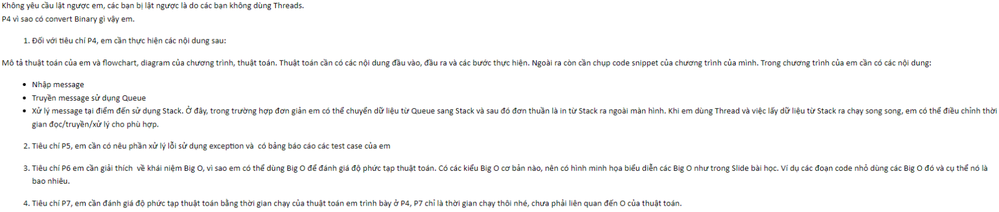 Không yêu cầu lật ngược em, các bạn bị lật ngược là do các bạn không dùng Threads.
P4 vì sao có convert Binary gì vậy em.
1. Đối với tiêu chí P4, em cần thực hiện các nội dung sau:
Mô tả thuật toán của em và flowchart, diagram của chương trình, thuật toán. Thuật toán cần có các nội dung đầu vào, đầu ra và các bước thực hiện. Ngoài ra còn cần chụp code snippet của chương trình của mình. Trong chương trình của em cần có các nội dung:
• Nhập message
• Truyền message sử dụng Queue
• Xử lý message tại điểm đến sử dụng Stack. Ở đây, trong trường hợp đơn giản em có thể chuyển dữ liệu từ Queue sang Stack và sau đó đơn thuần là in từ Stack ra ngoài màn hình. Khi em dùng Thread và việc lấy dữ liệu từ Stack ra chạy song song, em có thể điều chỉnh thời
gian đọc/truyền/xử lý cho phù hợp.
2. Tiêu chí P5, em cần có nêu phần xử lý lỗi sử dụng exception và có bảng báo cáo các test case của em
3. Tiêu chí P6 em cần giải thích về khái niệm Big O, vì sao em có thể dùng Big O để đánh giá độ phức tạp thuật toán. Có các kiểu Big O cơ bản nào, nên có hình minh họa biểu diễn các Big O như trong Slide bài học. Ví dụ các đoạn code nhỏ dùng các Big O đó và cụ thể nó là
bao nhiêu.
4. Tiêu chí P7, em cần đánh giá độ phức tạp thuật toán bằng thời gian chạy của thuật toán em trình bày ở P4, P7 chỉ là thời gian chạy thôi nhé, chưa phải liên quan đến O của thuật toán.